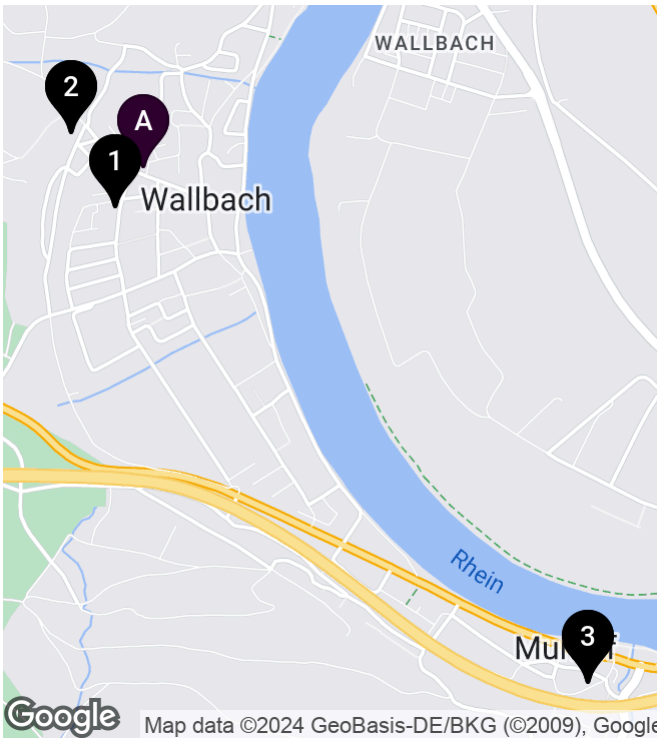 WALLBACH
2
A
1
Wallbach
Rhein
3
Google
Map data ©2024 GeoBasis-DE/BKG (©2009), Google